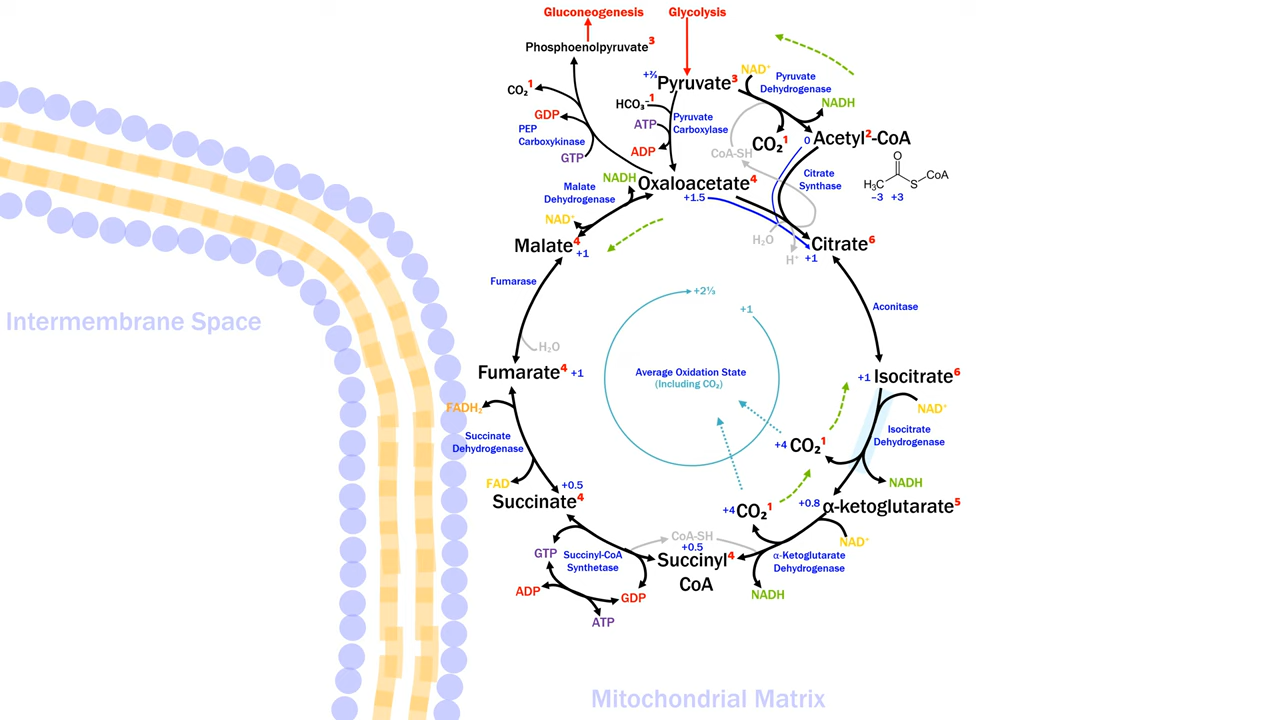 Gluconeogenesis
Glycolysis
Phosphoenolpyruvate³
+⅔
Pyruvate³
NAD⁺
Pyruvate
Dehydrogenase
NADH
CO₂¹
HCO₃⁻¹
GDP
ATP
Pyruvate
Carboxylase
PEP
Carboxykinase
CO₂¹
0
Acetyl²-CoA
GTP
ADP
CoA-SH
NADH
Oxaloacetate⁴
+1.5
Citrate
Synthase
O
H₃C
S
CoA
–3
+3
Malate
Dehydrogenase
NAD⁺
Malate⁴
+1
H₂O
H⁺
+1
Citrate⁶
Fumarase
Aconitase
+2⅓
+1
Intermembrane Space
H₂O
Fumarate⁴
+1
Average Oxidation State
(Including CO₂)
+1
Isocitrate⁶
FADH₂
NAD⁺
Succinate
Dehydrogenase
Isocitrate
Dehydrogenase
+4
CO₂¹
FAD
NADH
+0.5
Succinate⁴
+4
CO₂¹
+0.8
α-ketoglutarate⁵
CoA-SH
+0.5
NAD⁺
GTP
Succinyl-CoA
Synthetase
Succinyl⁴
CoA
α-Ketoglutarate
Dehydrogenase
ADP
GDP
NADH
ATP
Mitochondrial Matrix